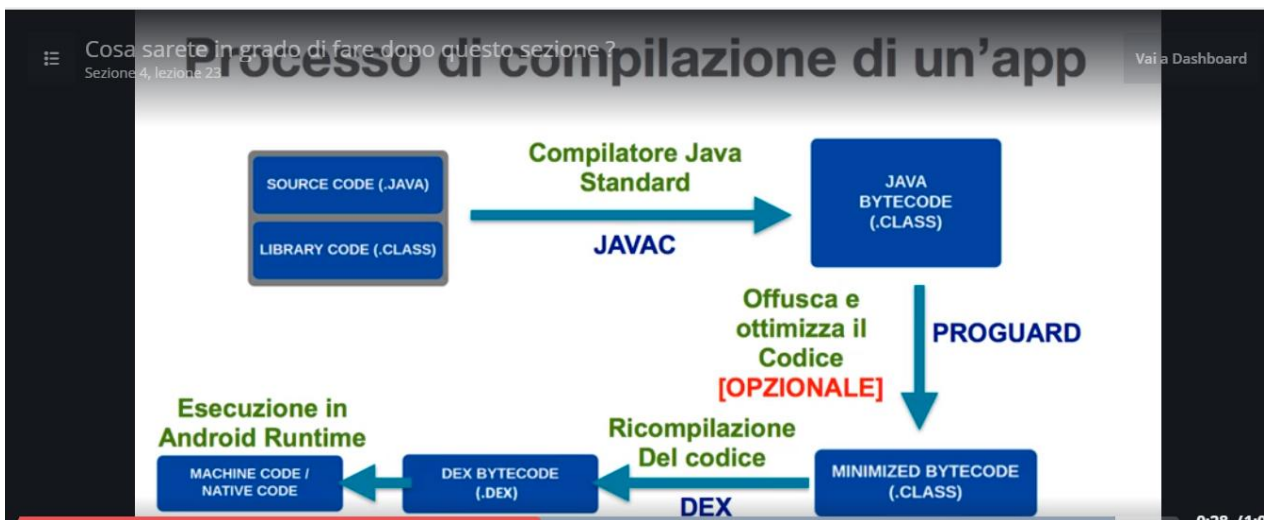 Processo di compilazione di un'app
Cosa sarete in grado di fare dopo questo sezione ?
Sezione 4, lezione 23
Vai a Dashboard
SOURCE CODE (.JAVA)
LIBRARY CODE (.CLASS)
Compilatore Java
Standard
JAVAC
JAVA
BYTECODE
(.CLASS)
Offusca e
ottimizza il
Codice
[OPZIONALE]
PROGUARD
MINIMIZED BYTECODE
(.CLASS)
Ricompilazione
Del codice
DEX
DEX BYTECODE
(.DEX)
Esecuzione in
Android Runtime
MACHINE CODE /
NATIVE CODE